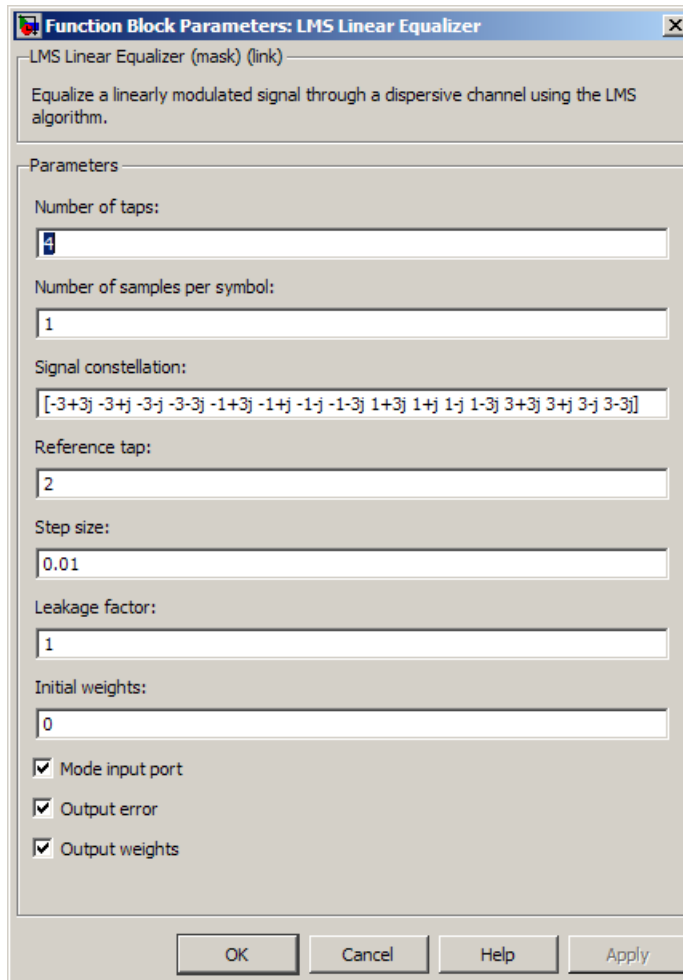 Function Block Parameters: LMS Linear Equalizer
LMS Linear Equalizer (mask) (link)
Equalize a linearly modulated signal through a dispersive channel using the LMS
algorithm.
Parameters
Number of taps:
4
Number of samples per symbol:
1
Signal constellation:
[-3+3j -3+j -3-j -3-3j -1+3j -1+j -1-j -1-3j 1+3j 1+j 1-j 1-3j 3+3j 3+j 3-j 3-3j]
Reference tap:
2
Step size:
0.01
Leakage factor:
1
Initial weights:
0
Mode input port
Output error
Output weights
OK Cancel Help Apply